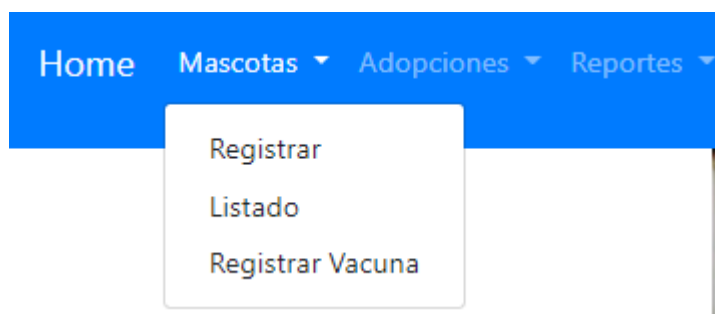 Home Mascotas Adopciones Reportes
Registrar
Listado
Registrar Vacuna